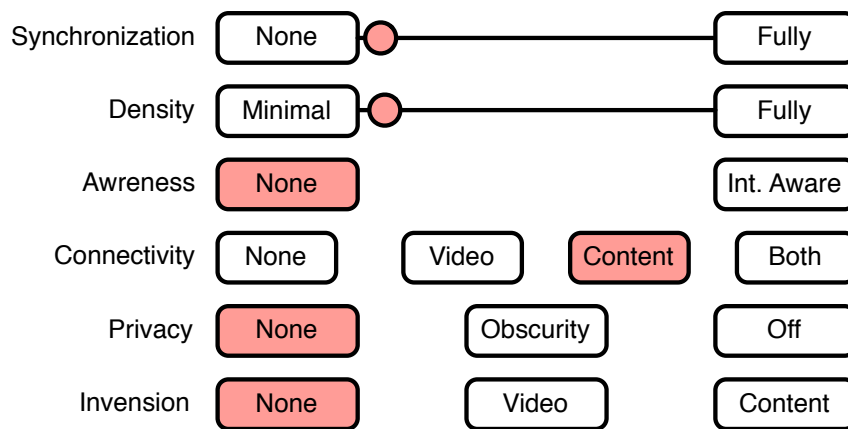 Synchronization None Fully
Density Minimal Fully
Awreness None Int. Aware
Connectivity None Video Content Both
Privacy None Obscurity Off
Invension None Video Content